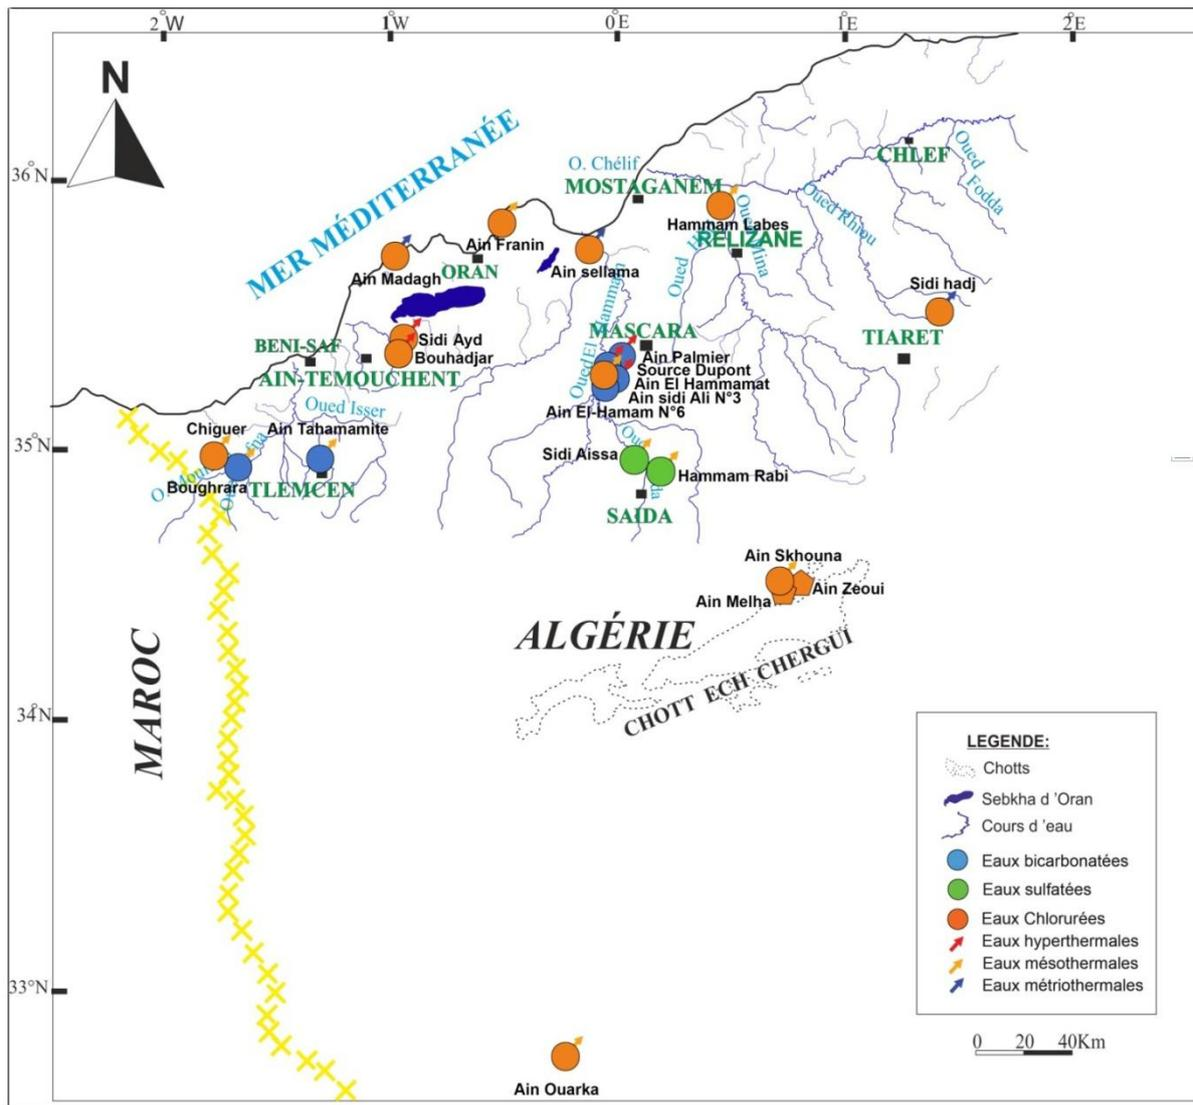 2°W 1°W 0°E 1°E 2°E
N
36°N
35°N
34°N
33°N
MER MÉDITERRANÉE
O. Chélif
MOSTAGANEM
CHLEF
Oued Fodda
Oued Rhiou
Hammam Labes
RELIZANE
Ain Franin
Ain Madagh
ORAN
Ain sellama
Oued Mina
Sidi hadj
TIARET
Oued El Hammam
MASCARA
Sidi Ayd
Bouhadjar
BENI-SAF
AIN-TEMOUCHENT
Ain Palmier
Source Dupont
Ain El Hammamat
Ain sidi Ali N°3
Ain El-Hamam N°6
Oued Isser
Chiguer
Ain Tahamamite
Boughrara
TLEMCEN
Sidi Aissa
Hammam Rabi
SAIDA
Ain Skhouna
Ain Zeoui
Ain Melha
ALGÉRIE
CHOTT ECH CHERGUI
MAROC
Ain Ouarka
LEGENDE:
Chotts
Sebkha d 'Oran
Cours d 'eau
Eaux bicarbonatées
Eaux sulfatées
Eaux Chlorurées
Eaux hyperthermales
Eaux mésothermales
Eaux métriothermales
0 20 40Km